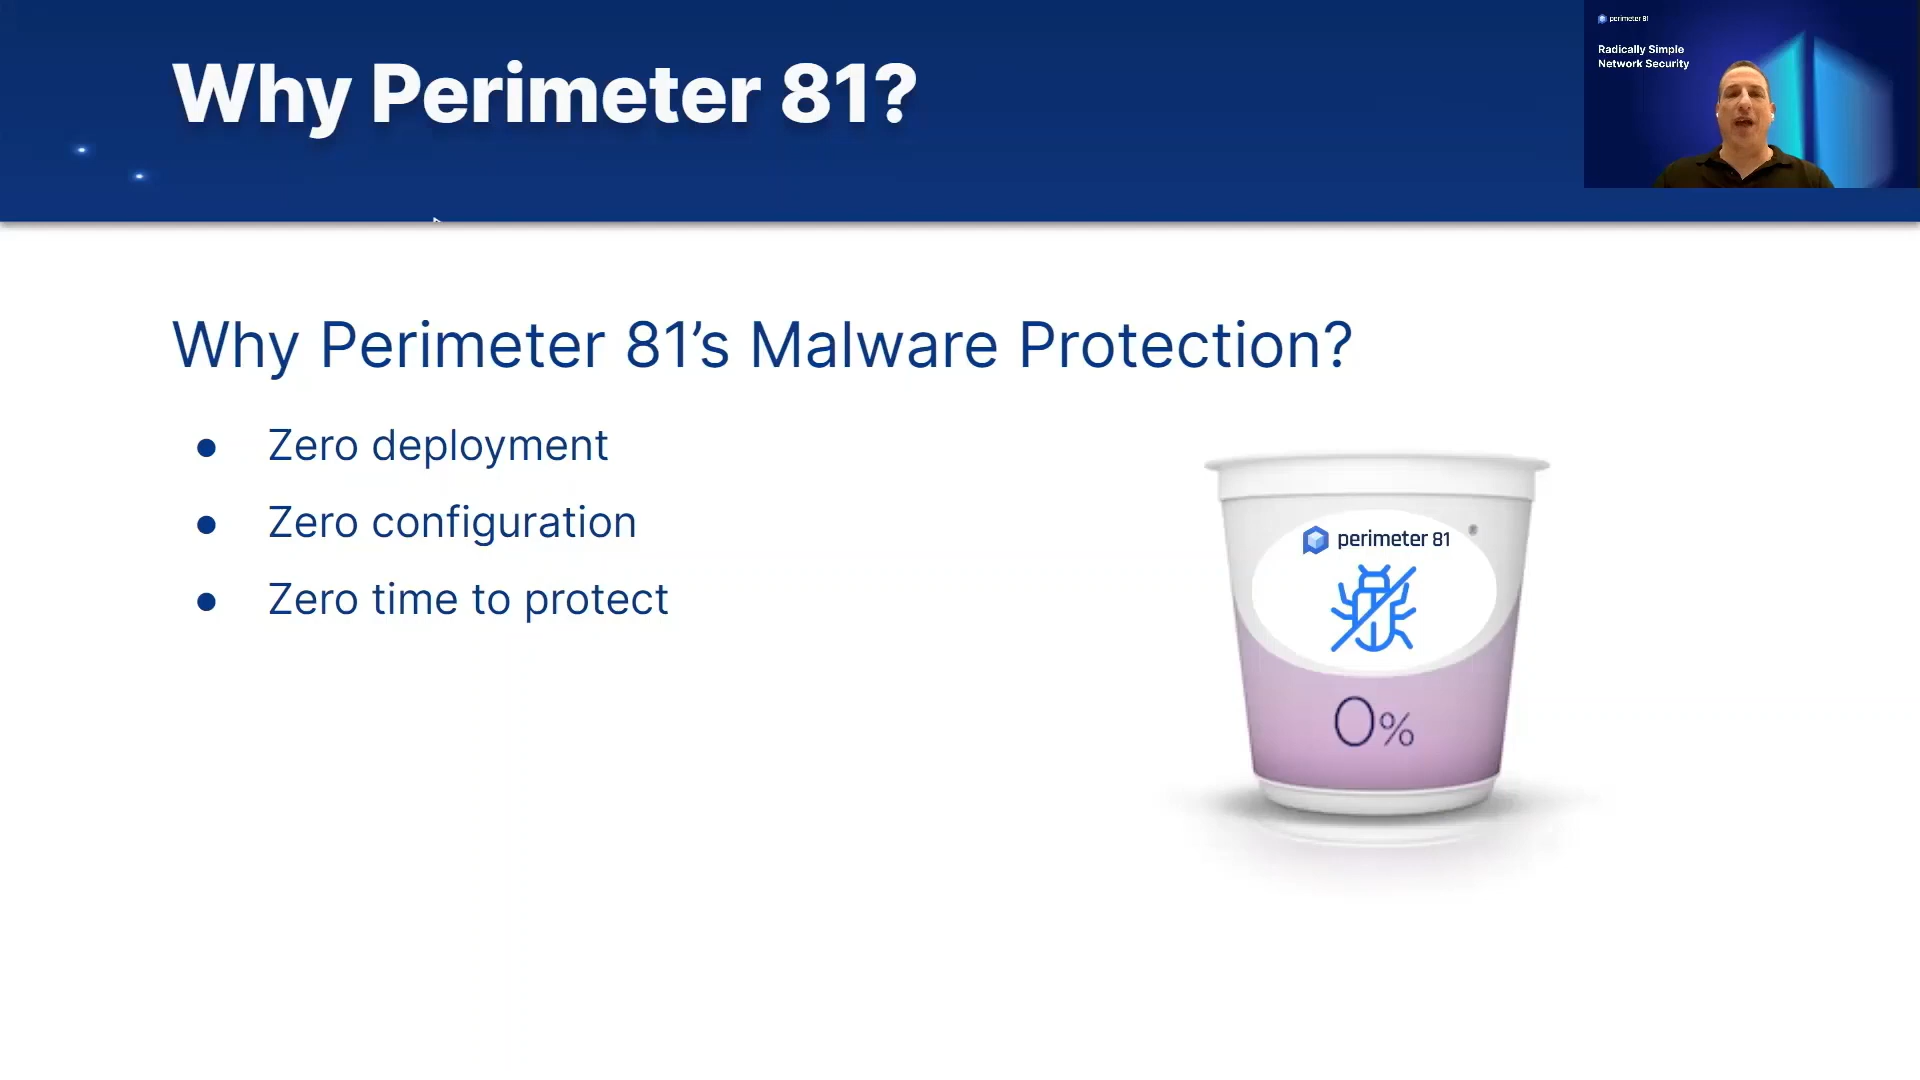 Why Perimeter 81?
perimeter 81
Radically Simple
Network Security
Why Perimeter 81’s Malware Protection?
● Zero deployment
● Zero configuration
● Zero time to protect
perimeter 81
®
0%